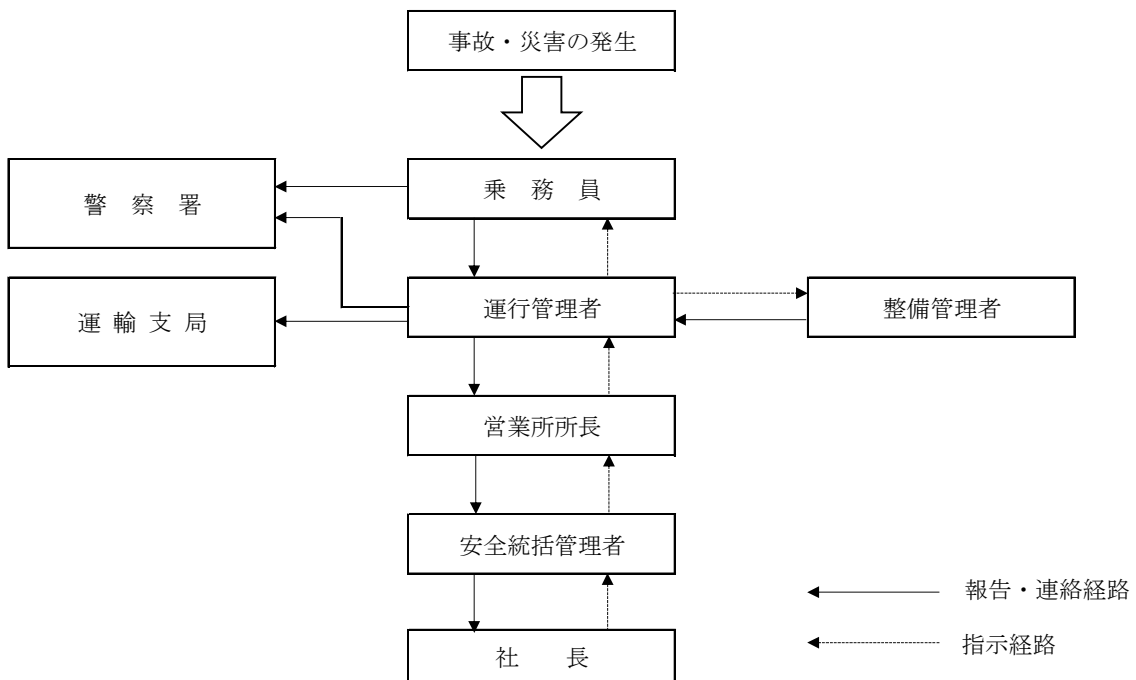 事故・災害の発生
警 察 署
乗 務 員
運 輸 支 局
運行管理者
整備管理者
営業所所長
安全統括管理者
社 長
報告・連絡経路
指示経路